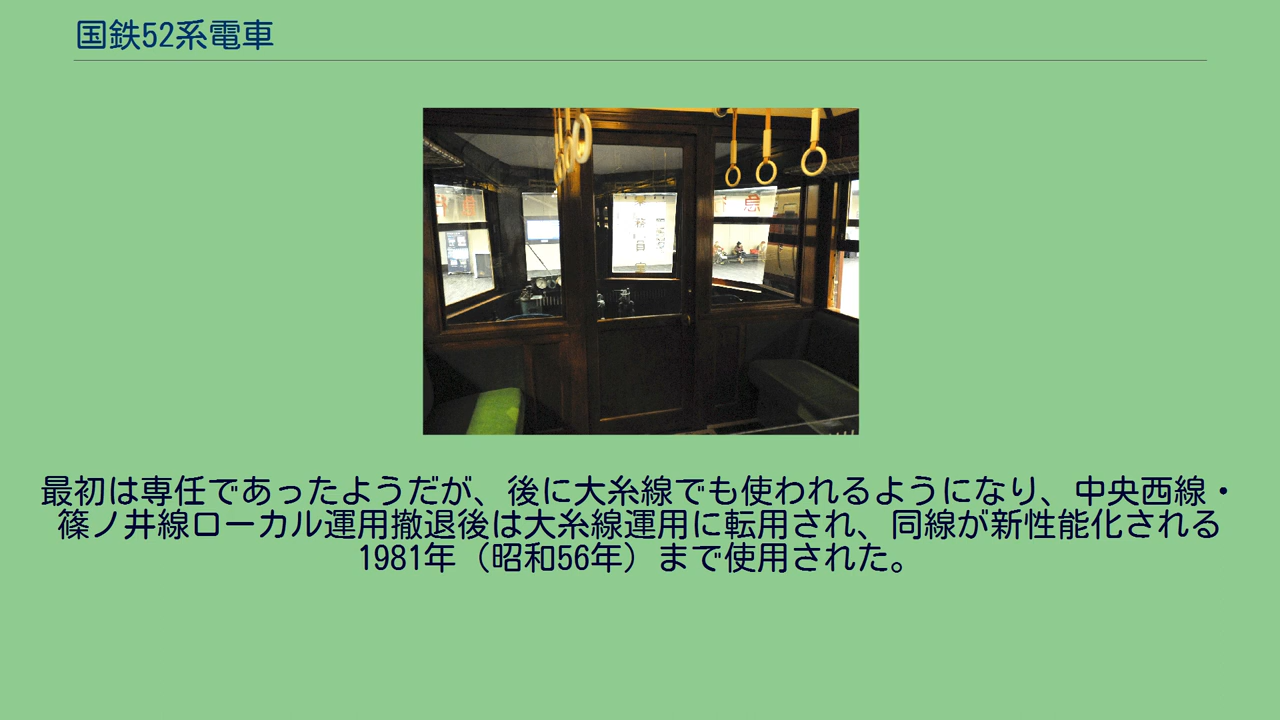 国鉄52系電車
最初は専任であったようだが、後に大糸線でも使われるようになり、中央西線・
篠ノ井線ローカル運用撤退後は大糸線運用に転用され、同線が新性能化される
1981年（昭和56年）まで使用された。